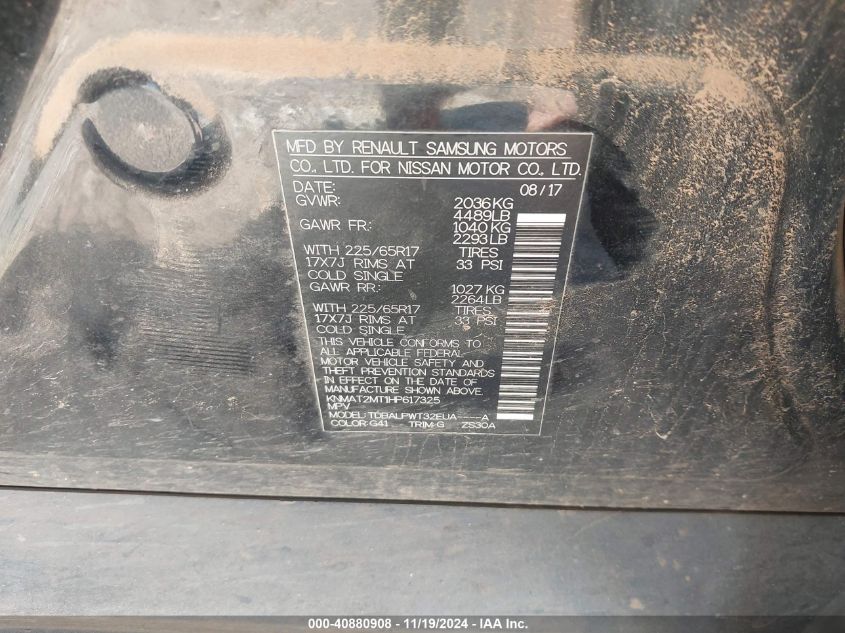 MFD BY RENAULT SAMSUNG MOTORS
CO., LTD. FOR NISSAN MOTOR CO., LTD.
DATE: 08/17
GVWR: 2036KG
4489LB
GAWR FR: 1040 KG
2293LB
WITH 225/65R17 TIRES
17X7J RIMS AT 33 PSI
COLD SINGLE
GAWR RR: 1027 KG
2264LB
WITH 225/65R17 TIRES
17X7J RIMS AT 33 PSI
COLD SINGLE
THIS VEHICLE CONFORMS TO
ALL APPLICABLE FEDERAL
MOTOR VEHICLE SAFETY AND
THEFT PREVENTION STANDARDS
IN EFFECT ON THE DATE OF
MANUFACTURE SHOWN ABOVE.
KNMAT2MT1HP617325
MPV
MODEL: TDBALPWT32EUA----A
COLOR:G41 TRIM:G ZS30A
000-40880908 - 11/19/2024 - IAA Inc.